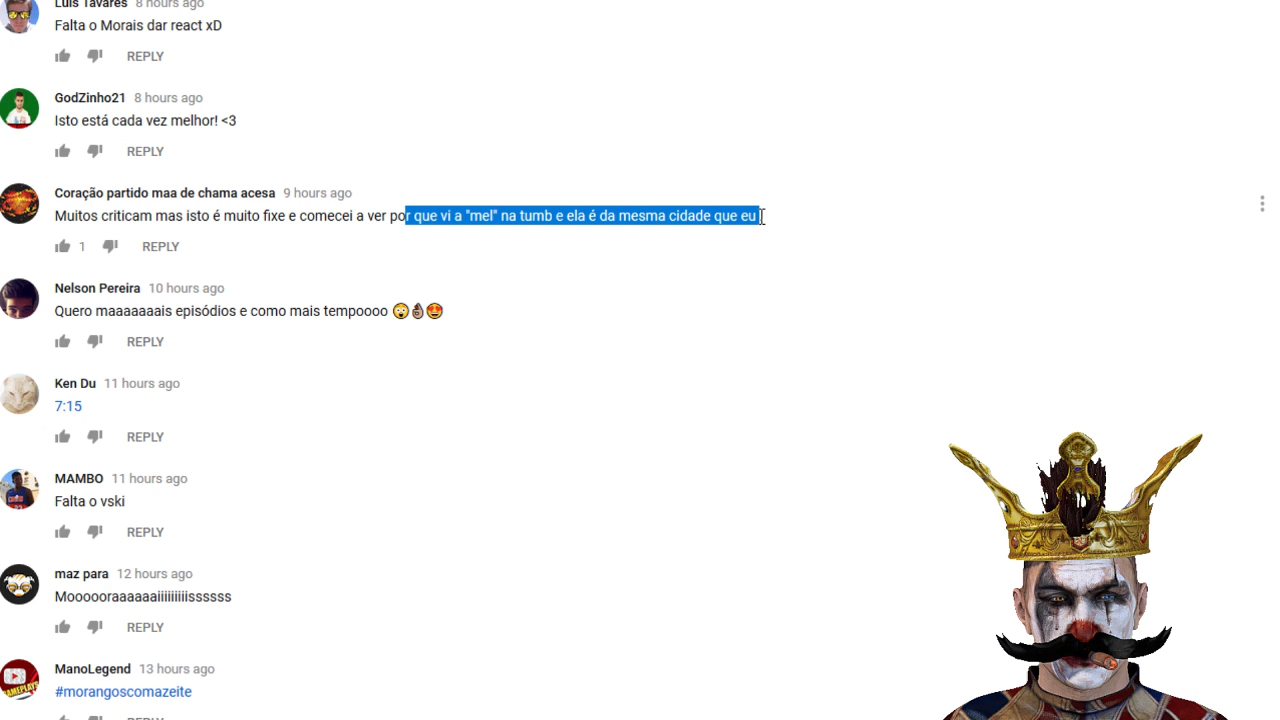 Luis Tavares 8 hours ago
Falta o Morais dar react xD
REPLY
GodZinho21 8 hours ago
Isto está cada vez melhor! <3
REPLY
Coração partido maa de chama acesa 9 hours ago
Muitos criticam mas isto é muito fixe e comecei a ver por que vi a "mel" na tumb e ela é da mesma cidade que eu
1 REPLY
Nelson Pereira 10 hours ago
Quero maaaaaaais episódios e como mais tempoooo 😲👌🏽😍
REPLY
Ken Du 11 hours ago
7:15
REPLY
MAMBO 11 hours ago
Falta o vski
REPLY
maz para 12 hours ago
Moooooraaaaaaiiiiiiiiissssss
REPLY
ManoLegend 13 hours ago
#morangoscomazeite
REPLY